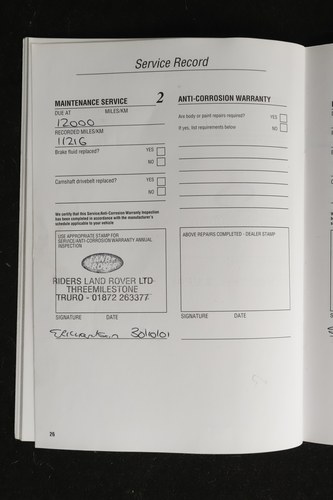 Service Record
MAINTENANCE SERVICE 2
DUE AT MILES/KM
12000
RECORDED MILES/KM
11216
Brake fluid replaced? YES
NO
Camshaft drivebelt replaced? YES
NO
We certify that this Service/Anti-Corrosion Warranty Inspection
has been completed in accordance with the manufacturer's
schedule applicable to your vehicle
USE APPROPRIATE STAMP FOR
SERVICE/ANTI-CORROSION WARRANTY ANNUAL
INSPECTION
LAND
ROVER
RIDERS LAND ROVER LTD
THREEMILESTONE
TRURO - 01872 263377
SIGNATURE DATE
30/10/01
ANTI-CORROSION WARRANTY
Are body or paint repairs required? YES
If yes, list requirements below NO
ABOVE REPAIRS COMPLETED - DEALER STAMP
SIGNATURE DATE
26